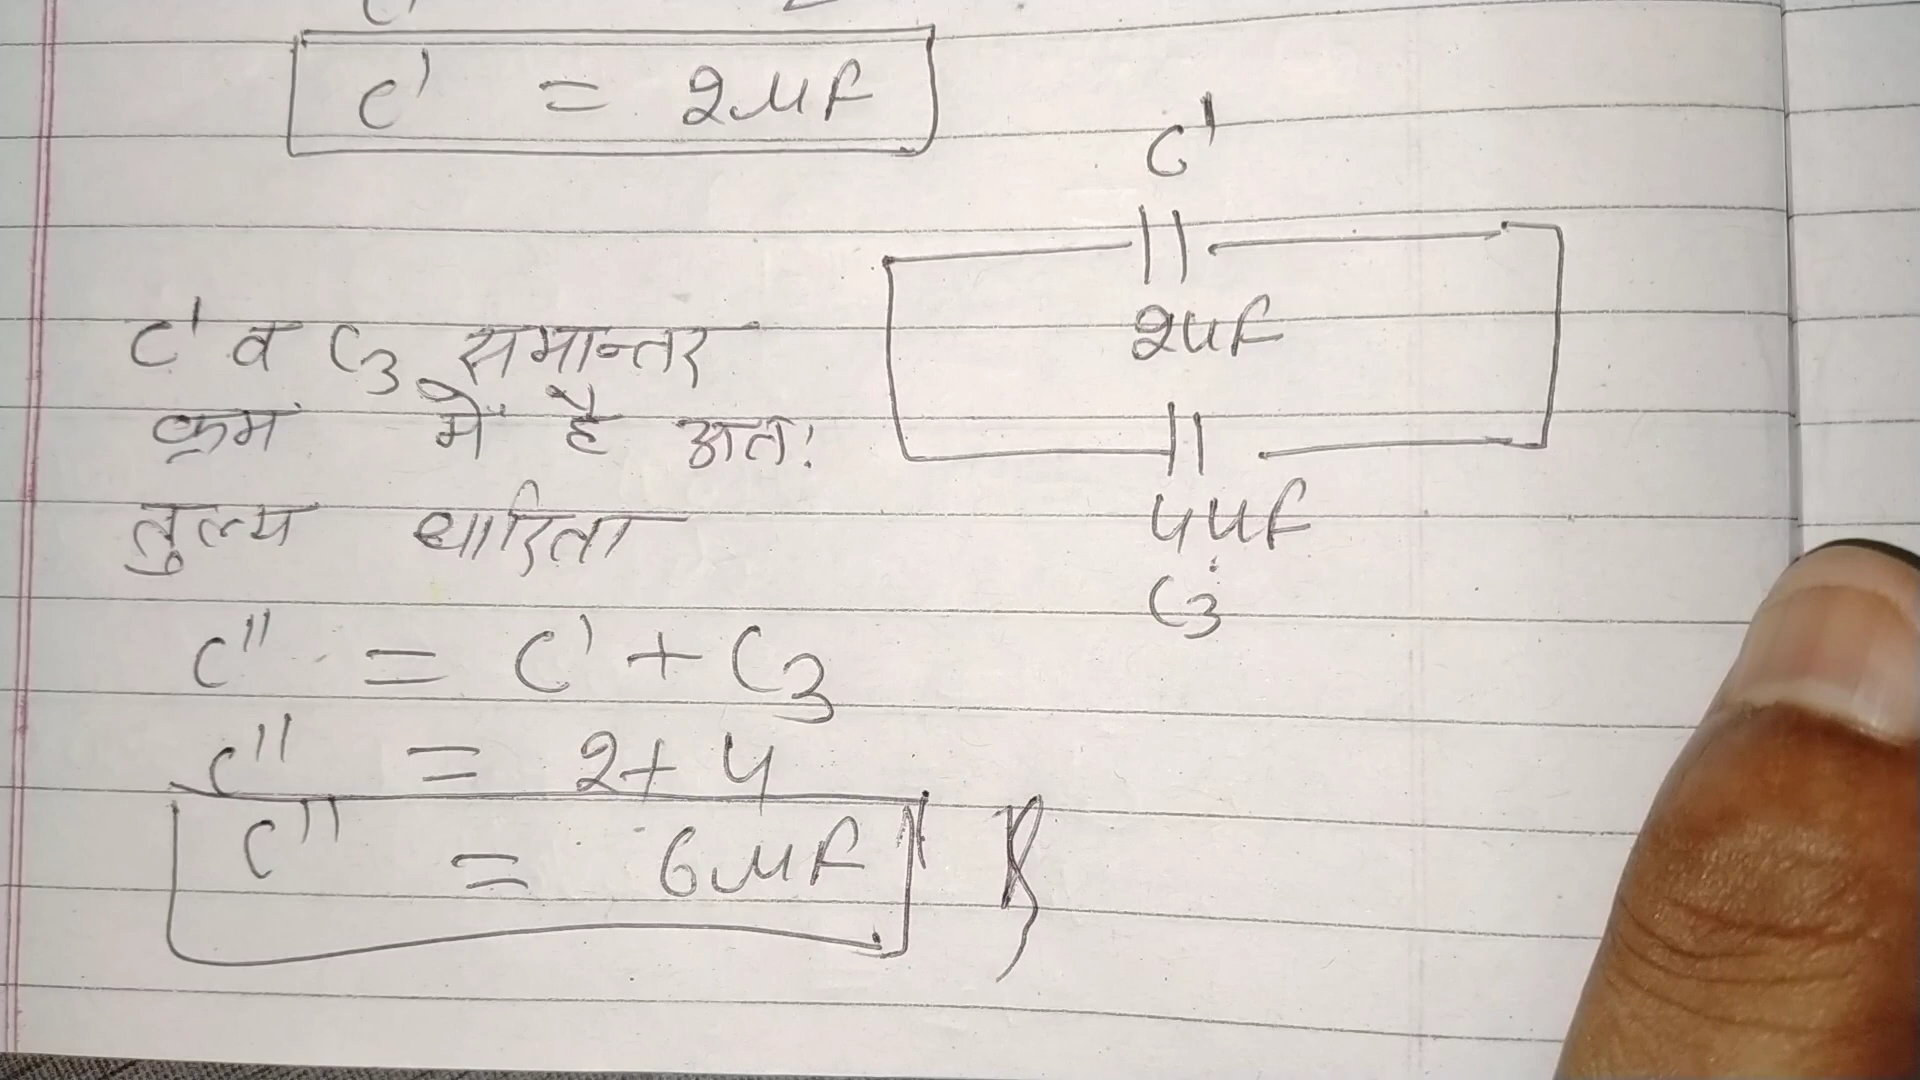 C' = 2μF
C'
2μF
C' व C3 समान्तर
क्रम में है अतः
तुल्य धारिता
4μF
C3
C'' = C' + C3
C'' = 2+4
C'' = 6μF